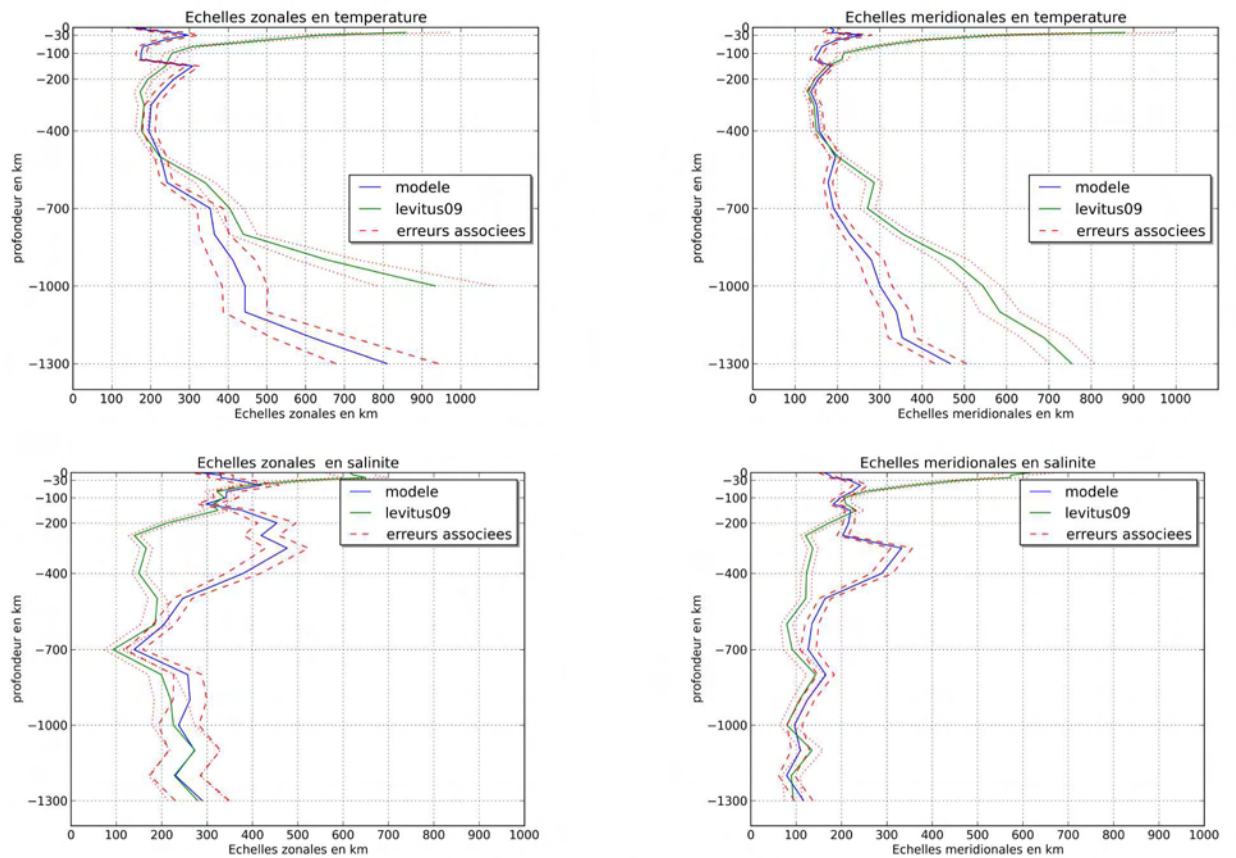 Echelles zonales en temperature
0
−30
−100
−200
−400
−700
−1000
−1300
profondeur en km
modele
levitus09
erreurs associees
0 100 200 300 400 500 600 700 800 900 1000
Echelles zonales en km
Echelles meridionales en temperature
0
−30
−100
−200
−400
−700
−1000
−1300
profondeur en km
modele
levitus09
erreurs associees
0 100 200 300 400 500 600 700 800 900 1000
Echelles meridionales en km
Echelles zonales en salinite
0
−30
−100
−200
−400
−700
−1000
−1300
profondeur en km
modele
levitus09
erreurs associees
0 100 200 300 400 500 600 700 800 900 1000
Echelles zonales en km
Echelles meridionales en salinite
0
−30
−100
−200
−400
−700
−1000
−1300
profondeur en km
modele
levitus09
erreurs associees
0 100 200 300 400 500 600 700 800 900 1000
Echelles meridionales en km